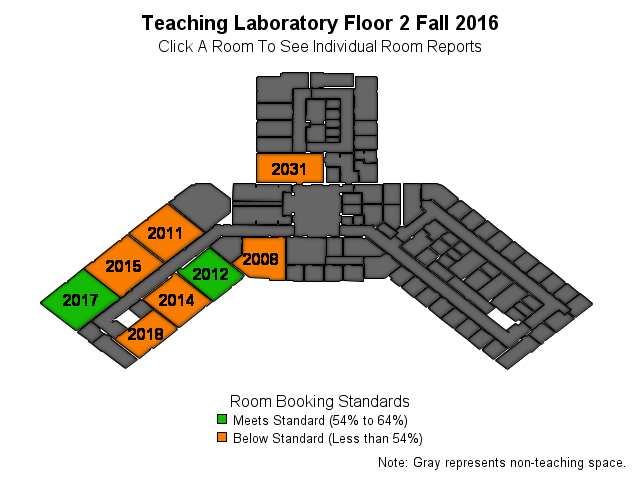 Teaching Laboratory Floor 2 Fall 2016
Click A Room To See Individual Room Reports
2031
2011
2015
2008
2012
2017
2014
2018
Room Booking Standards
Meets Standard (54% to 64%)
Below Standard (Less than 54%)
Note: Gray represents non-teaching space.